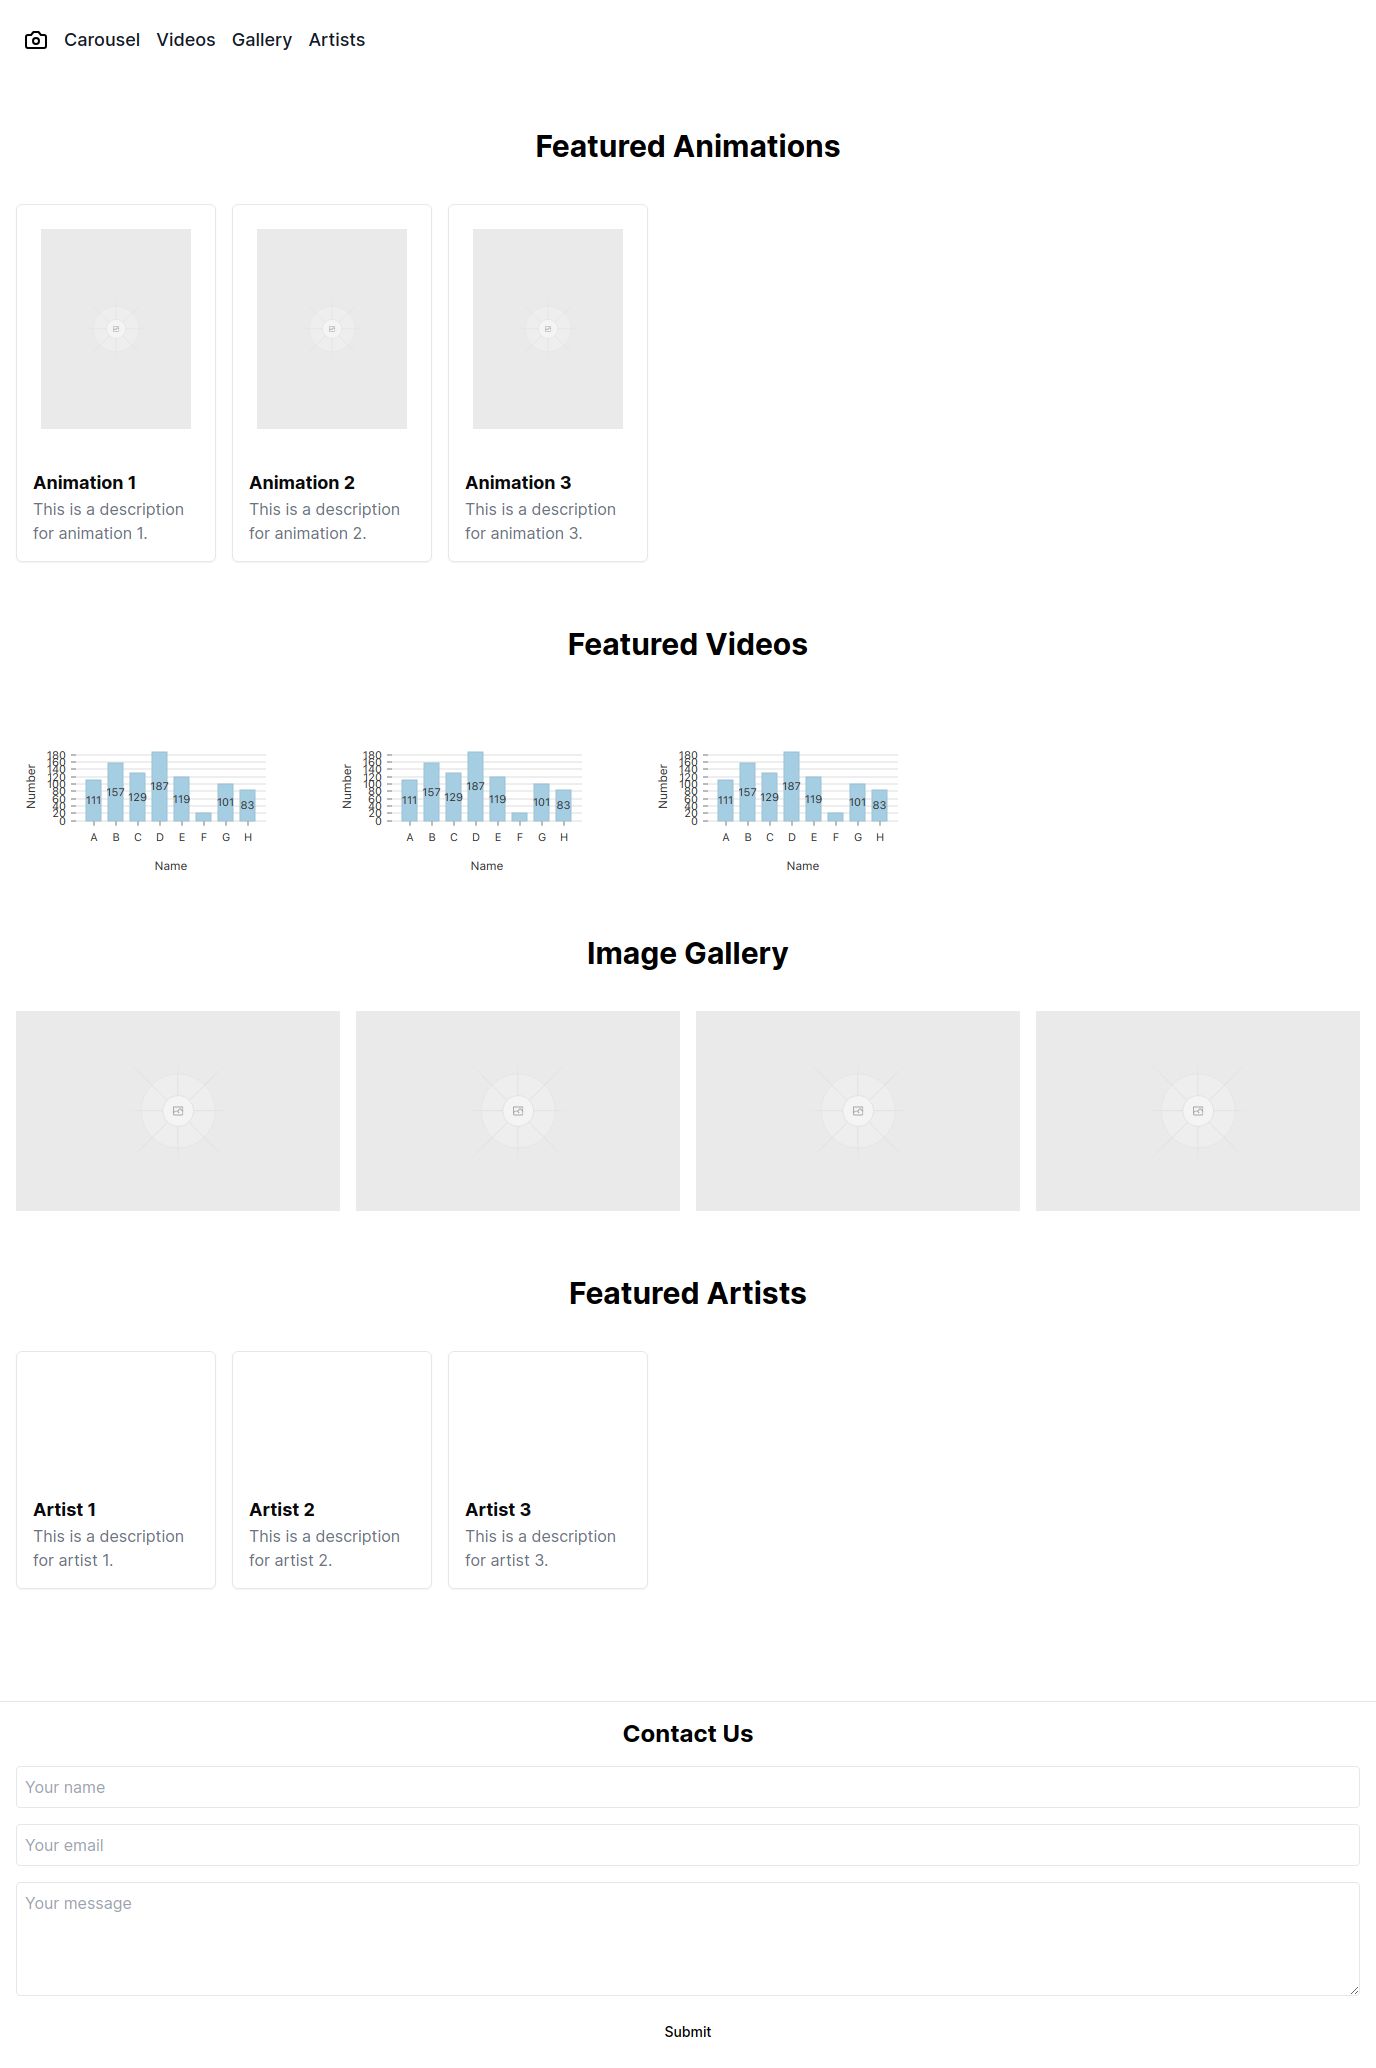 Carousel Videos Gallery Artists
Featured Animations
Animation 1
This is a description
for animation 1.
Animation 2
This is a description
for animation 2.
Animation 3
This is a description
for animation 3.
Featured Videos
Number
180
160
140
120
100
80
60
40
20
0
111 157 129 187 119 101 83
A B C D E F G H
Name
Number
180
160
140
120
100
80
60
40
20
0
111 157 129 187 119 101 83
A B C D E F G H
Name
Number
180
160
140
120
100
80
60
40
20
0
111 157 129 187 119 101 83
A B C D E F G H
Name
Image Gallery
Featured Artists
Artist 1
This is a description
for artist 1.
Artist 2
This is a description
for artist 2.
Artist 3
This is a description
for artist 3.
Contact Us
Your name
Your email
Your message
Submit